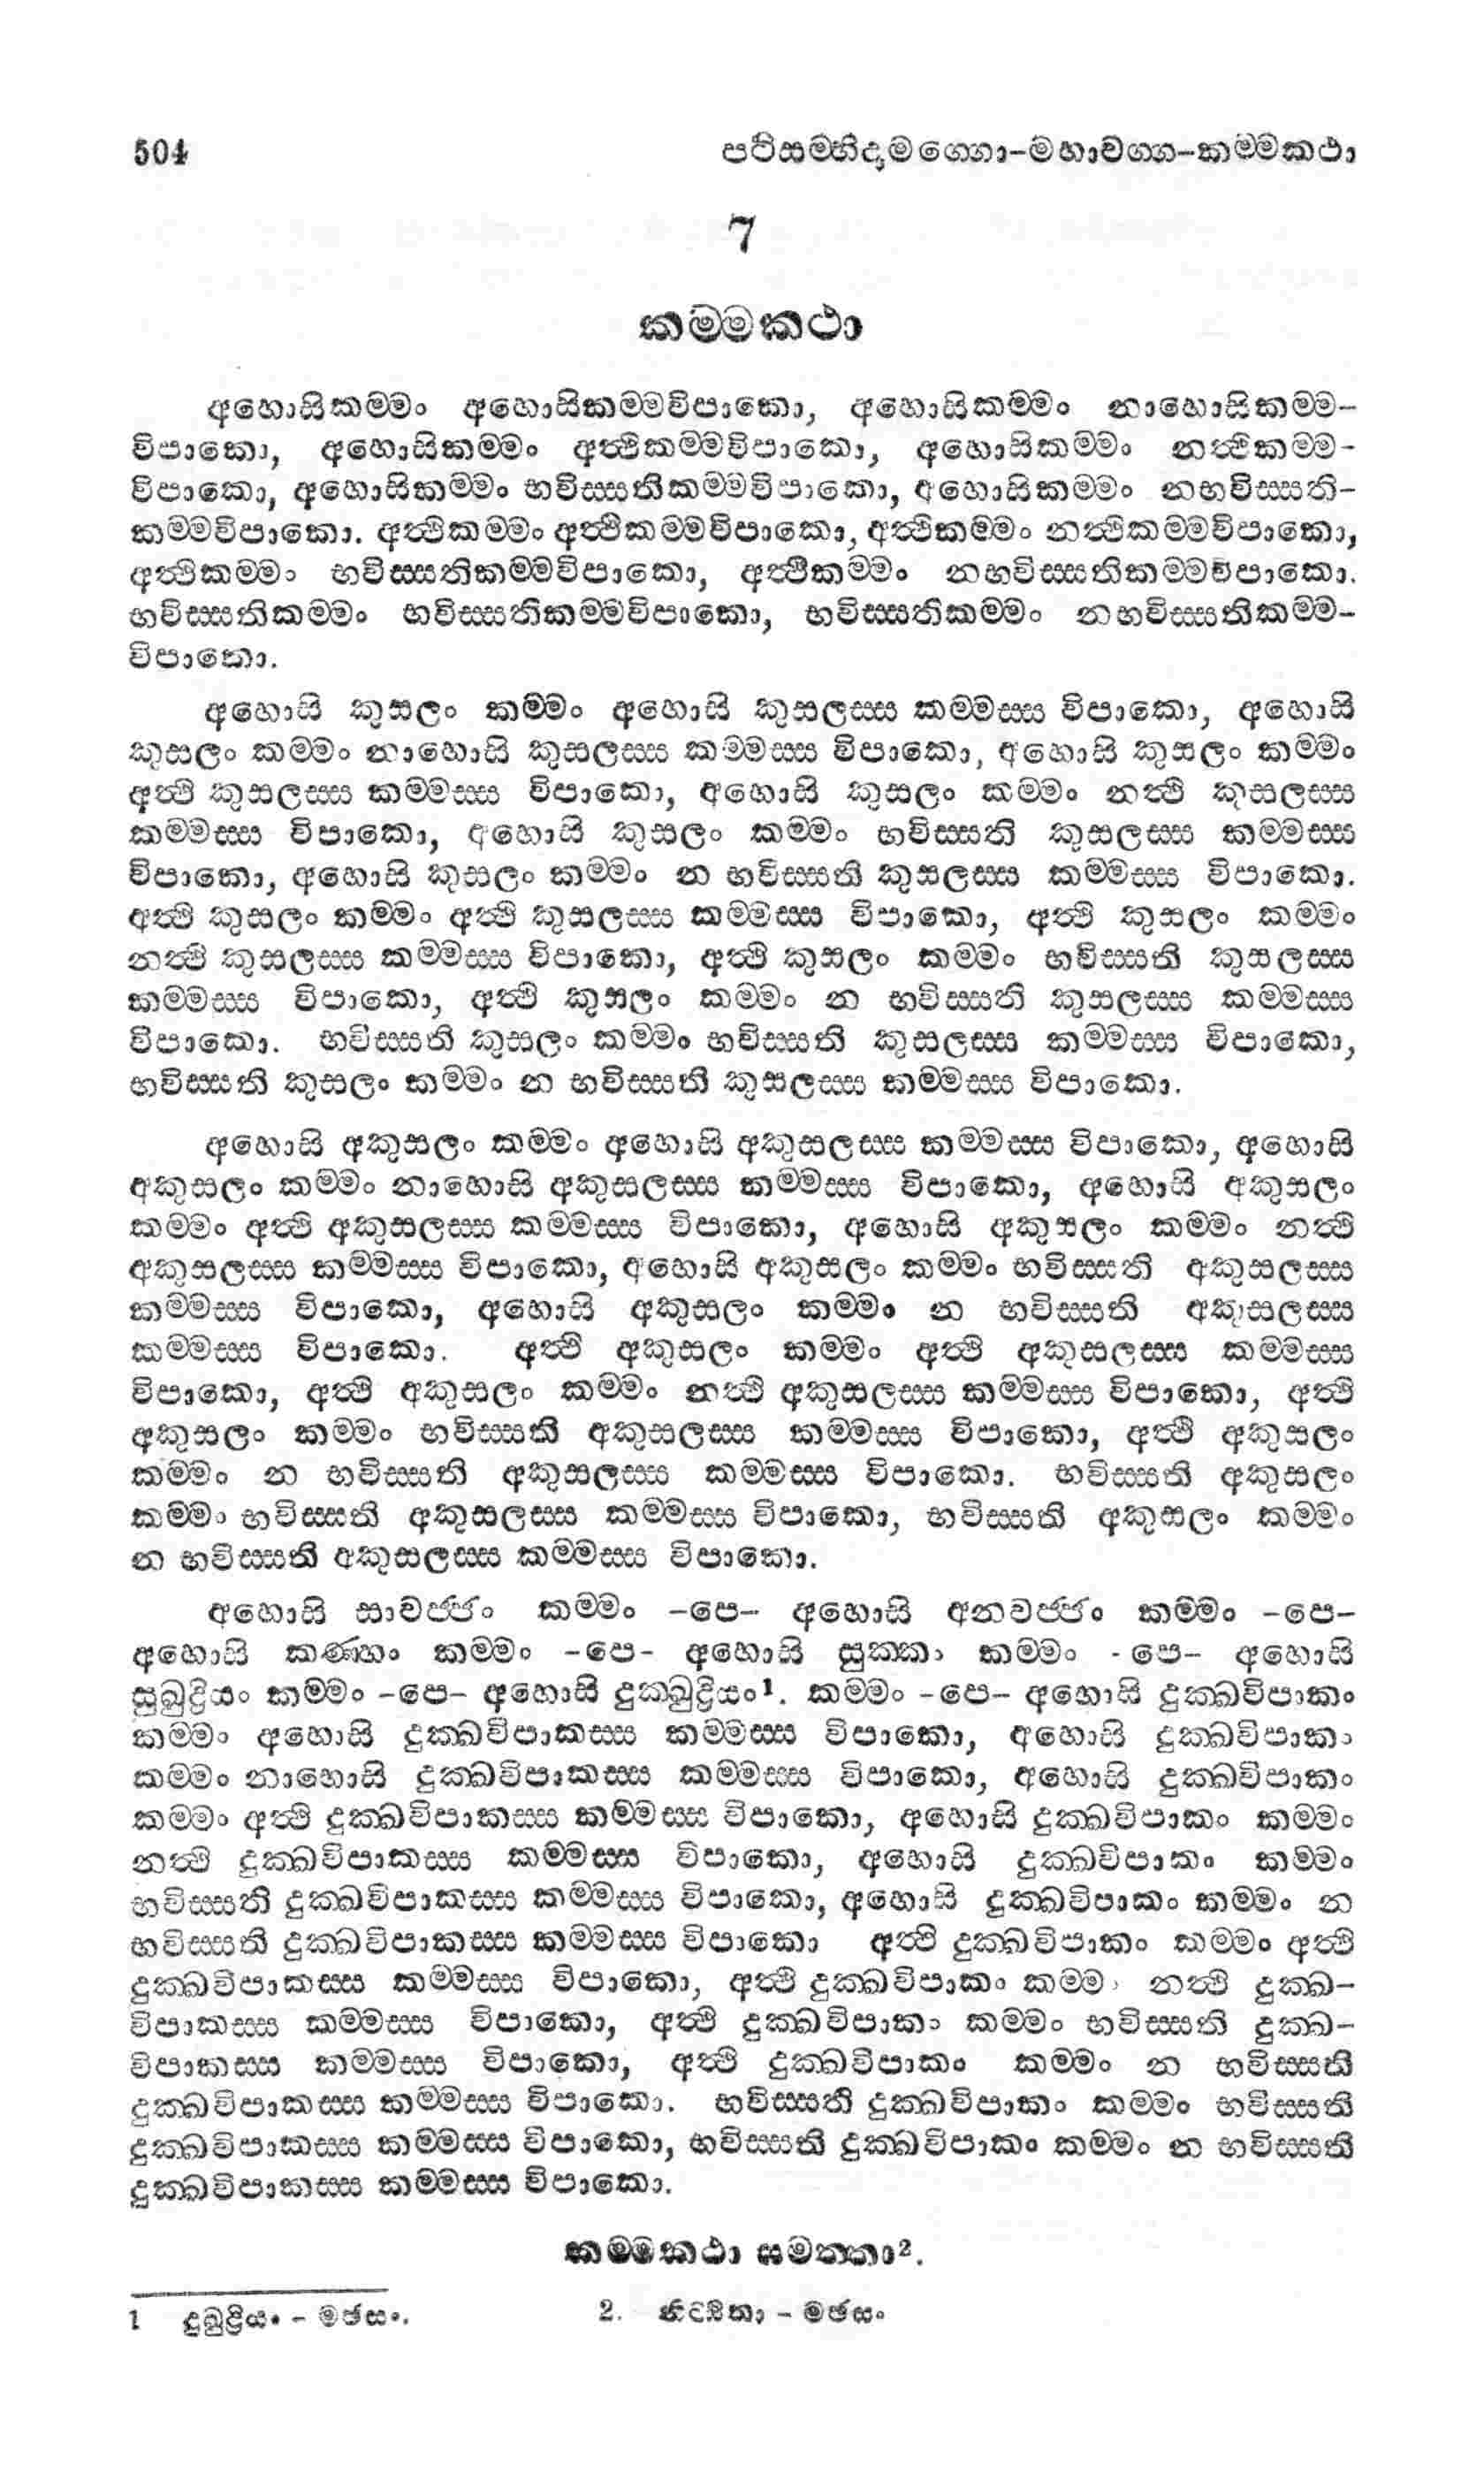 504 පටිසම්භිදාමග්ගො-මහාවග්ග-කම්මකථා
7
කම්මකථා
අහොසිකම්මං අහොසිකම්මවිපාකො, අහොසිකම්මං නාහොසිකම්ම-
විපාකො, අහොසිකම්මං අත්ථිකම්මවිපාකො, අහොසිකම්මං නත්ථිකම්ම-
විපාකො, අහොසිකම්මං භවිස්සතිකම්මවිපාකො, අහොසිකම්මං නභවිස්සති-
කම්මවිපාකො. අත්ථිකම්මං අත්ථිකම්මවිපාකො, අත්ථිකම්මං නත්ථිකම්මවිපාකො,
අත්ථිකම්මං භවිස්සතිකම්මවිපාකො, අත්ථිකම්මං නභවිස්සතිකම්මවිපාකො.
භවිස්සතිකම්මං භවිස්සතිකම්මවිපාකො, භවිස්සතිකම්මං නභවිස්සතිකම්ම-
විපාකො.
අහොසි කුසලං කම්මං අහොසි කුසලස්ස කම්මස්ස විපාකො, අහොසි
කුසලං කම්මං නාහොසි කුසලස්ස කම්මස්ස විපාකො, අහොසි කුසලං කම්මං
අත්ථි කුසලස්ස කම්මස්ස විපාකො, අහොසි කුසලං කම්මං නත්ථි කුසලස්ස
කම්මස්ස විපාකො, අහොසි කුසලං කම්මං භවිස්සති කුසලස්ස කම්මස්ස
විපාකො, අහොසි කුසලං කම්මං න භවිස්සති කුසලස්ස කම්මස්ස විපාකො.
අත්ථි කුසලං කම්මං අත්ථි කුසලස්ස කම්මස්ස විපාකො, අත්ථි කුසලං කම්මං
නත්ථි කුසලස්ස කම්මස්ස විපාකො, අත්ථි කුසලං කම්මං භවිස්සති කුසලස්ස
කම්මස්ස විපාකො, අත්ථි කුසලං කම්මං න භවිස්සති කුසලස්ස කම්මස්ස
විපාකො. භවිස්සති කුසලං කම්මං භවිස්සති කුසලස්ස කම්මස්ස විපාකො,
භවිස්සති කුසලං කම්මං න භවිස්සති කුසලස්ස කම්මස්ස විපාකො.
අහොසි අකුසලං කම්මං අහොසි අකුසලස්ස කම්මස්ස විපාකො, අහොසි
අකුසලං කම්මං නාහොසි අකුසලස්ස කම්මස්ස විපාකො, අහොසි අකුසලං
කම්මං අත්ථි අකුසලස්ස කම්මස්ස විපාකො, අහොසි අකුසලං කම්මං නත්ථි
අකුසලස්ස කම්මස්ස විපාකො, අහොසි අකුසලං කම්මං භවිස්සති අකුසලස්ස
කම්මස්ස විපාකො, අහොසි අකුසලං කම්මං න භවිස්සති අකුසලස්ස
කම්මස්ස විපාකො. අත්ථි අකුසලං කම්මං අත්ථි අකුසලස්ස කම්මස්ස
විපාකො, අත්ථි අකුසලං කම්මං නත්ථි අකුසලස්ස කම්මස්ස විපාකො, අත්ථි
අකුසලං කම්මං භවිස්සති අකුසලස්ස කම්මස්ස විපාකො, අත්ථි අකුසලං
කම්මං න භවිස්සති අකුසලස්ස කම්මස්ස විපාකො. භවිස්සති අකුසලං
කම්මං භවිස්සති අකුසලස්ස කම්මස්ස විපාකො, භවිස්සති අකුසලං කම්මං
න භවිස්සති අකුසලස්ස කම්මස්ස විපාකො.
අහොසි සාවජ්ජං කම්මං -පෙ- අහොසි අනවජ්ජං කම්මං -පෙ-
අහොසි කණ්හං කම්මං -පෙ- අහොසි සුක්කං කම්මං -පෙ- අහොසි
සුඛුද්‍රියං කම්මං -පෙ- අහොසි දුක්ඛුද්‍රියං¹. කම්මං -පෙ- අහොසි දුක්ඛවිපාකං
කම්මං අහොසි දුක්ඛවිපාකස්ස කම්මස්ස විපාකො, අහොසි දුක්ඛවිපාකං
කම්මං නාහොසි දුක්ඛවිපාකස්ස කම්මස්ස විපාකො, අහොසි දුක්ඛවිපාකං
කම්මං අත්ථි දුක්ඛවිපාකස්ස කම්මස්ස විපාකො, අහොසි දුක්ඛවිපාකං කම්මං
නත්ථි දුක්ඛවිපාකස්ස කම්මස්ස විපාකො, අහොසි දුක්ඛවිපාකං කම්මං
භවිස්සති දුක්ඛවිපාකස්ස කම්මස්ස විපාකො, අහොසි දුක්ඛවිපාකං කම්මං න
භවිස්සති දුක්ඛවිපාකස්ස කම්මස්ස විපාකො අත්ථි දුක්ඛවිපාකං කම්මං අත්ථි
දුක්ඛවිපාකස්ස කම්මස්ස විපාකො, අත්ථි දුක්ඛවිපාකං කම්මං නත්ථි දුක්ඛ-
විපාකස්ස කම්මස්ස විපාකො, අත්ථි දුක්ඛවිපාකං කම්මං භවිස්සති දුක්ඛ-
විපාකස්ස කම්මස්ස විපාකො, අත්ථි දුක්ඛවිපාකං කම්මං න භවිස්සති
දුක්ඛවිපාකස්ස කම්මස්ස විපාකො. භවිස්සති දුක්ඛවිපාකං කම්මං භවිස්සති
දුක්ඛවිපාකස්ස කම්මස්ස විපාකො, භවිස්සති දුක්ඛවිපාකං කම්මං න භවිස්සති
දුක්ඛවිපාකස්ස කම්මස්ස විපාකො.
කම්මකථා සමත්තා².
1 දුඛුද්‍රියං - මඡසං. 2. - මඡසං